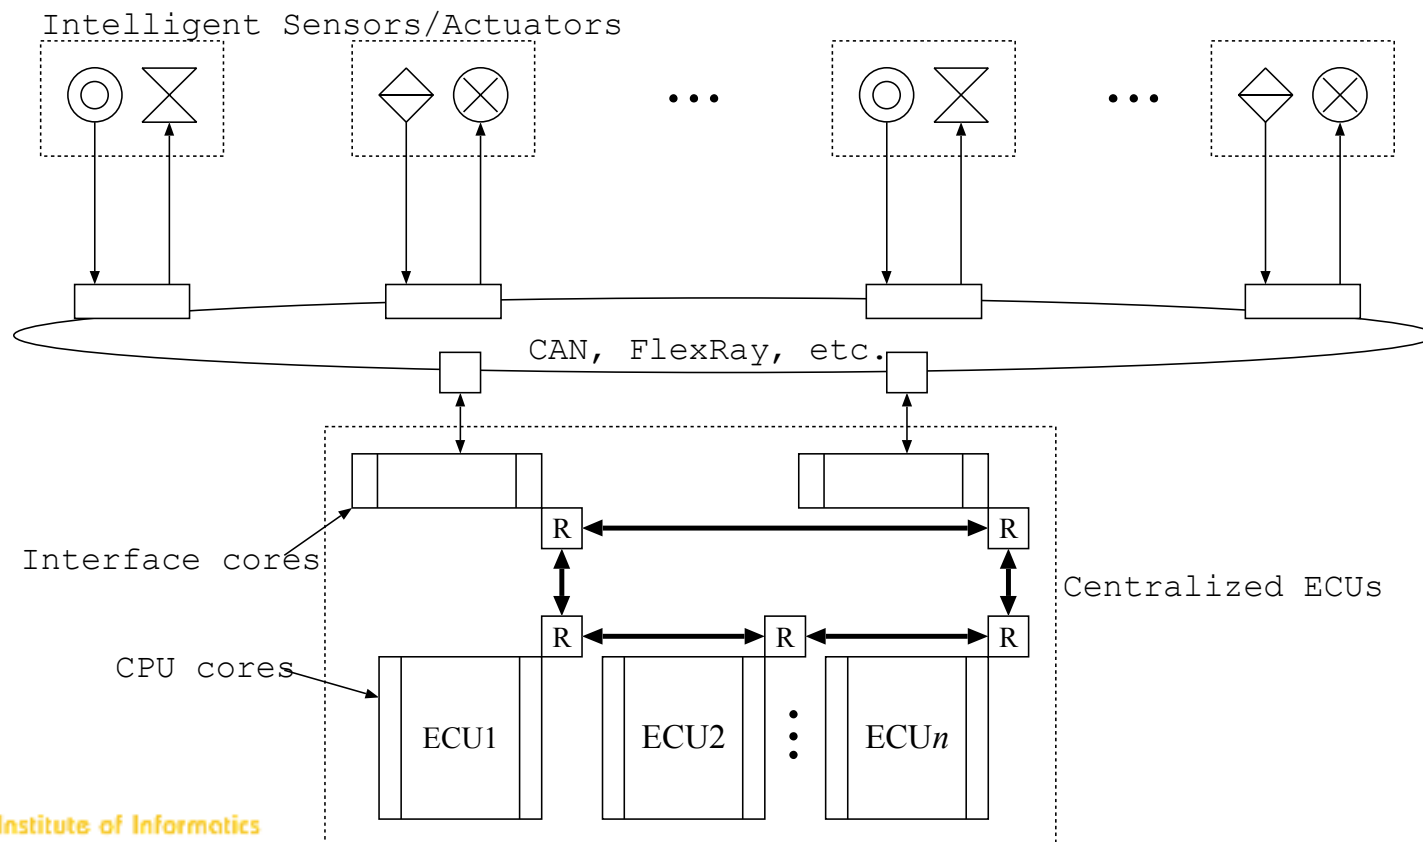 Intelligent Sensors/Actuators
CAN, FlexRay, etc.
R
R
Interface cores
Centralized ECUs
R
R
R
CPU cores
ECU1
ECU2
ECUn
Institute of Informatics